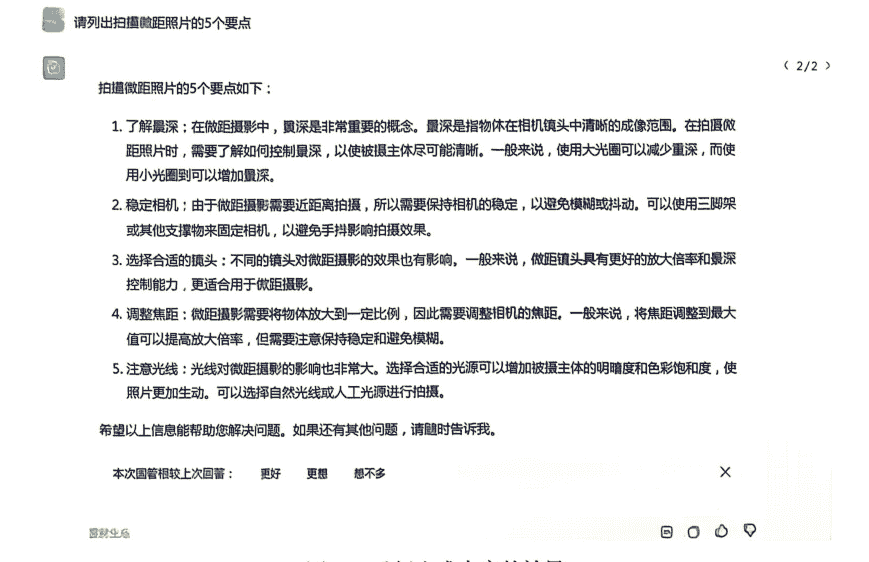 请列出扫描微距照片的5个要点
2/2
拍摄微距照片的5个要点如下：
1. 了解景深；在微距摄影中，景深是非常重要的概念。景深是指物体在相机镜头中清晰的成像范围。在拍摄微
距照片时，需要了解如何控制景深，以使被摄主体尽可能清晰。一般来说，使用大光圈可以减少重深，而使
用小光圈到可以增加量深。
2. 稳定相机；由于微距摄影需要近距离拍摄，所以需要保持相机的稳定，以避免模糊或抖动。可以使用三脚架
或其他支撑物来固定相机，以避免手抖影响拍摄效果。
3. 选择合适的镜头：不同的镜头对微距摄影的效果也有影响。一般来说，微距镜头具有更好的放大倍率和景深
控制能力，更适合用于微距摄影。
4. 调整焦距：微距摄影需要将物体放大到一定比例，因此需要调整相机的焦距。一般来说，将焦距调整到最大
值可以提高放大倍率，但需要注意保持稳定和避免模糊。
5. 注意光线：光线对微距摄影的影响也非常大。选择合适的光源可以增加被摄主体的明暗度和色彩饱和度，使
照片更加生动。可以选择自然光线或人工光源进行拍摄。
希望以上信息能帮助您解决问题。如果还有其他问题，请随时告诉我。
本次回答相较上次回答： 更好 更想 想不多